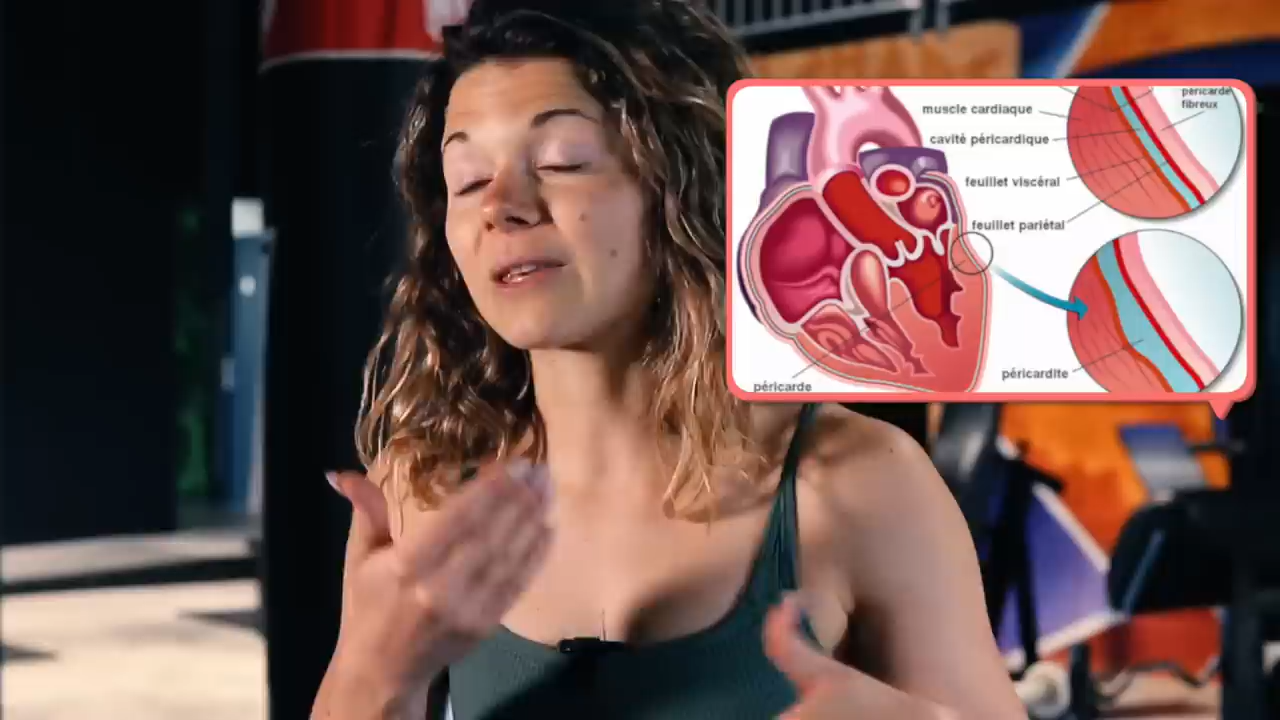 péricarde
fibreux
muscle cardiaque
cavité péricardique
feuillet viscéral
feuillet pariétal
péricardite
péricarde